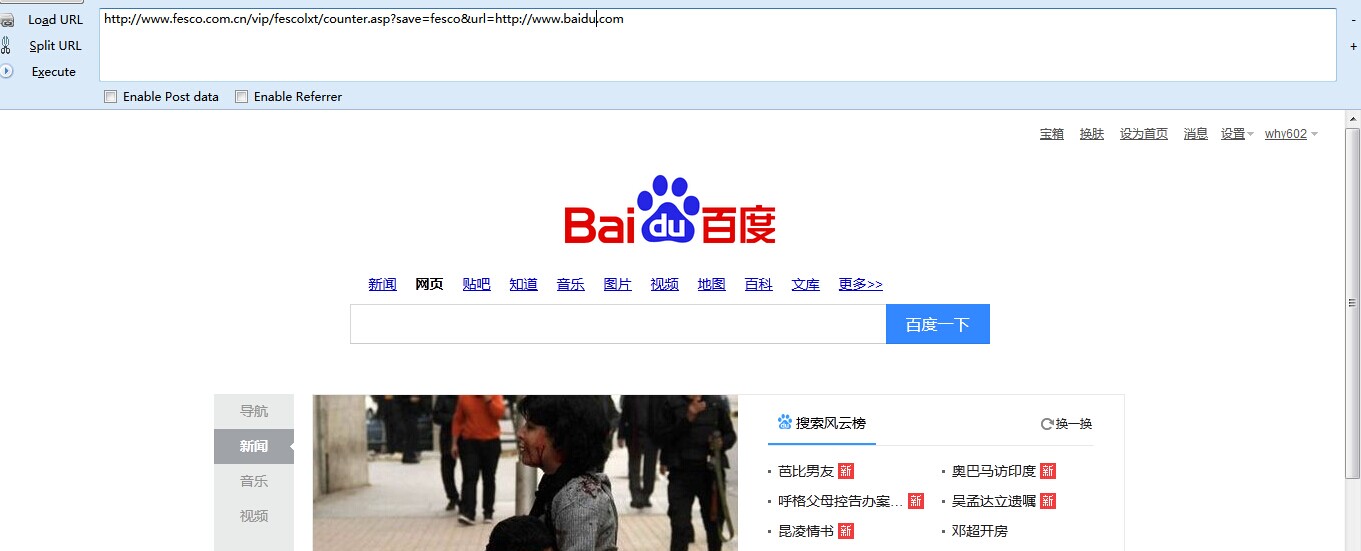 Load URL
http://www.fesco.com.cn/vip/fescolxt/counter.asp?save=fesco&url=http://www.baidu.com
-
Split URL
+
Execute
Enable Post data
Enable Referrer
宝箱 换肤 设为首页 消息 设置 why602
Bai du 百度
新闻 网页 贴吧 知道 音乐 图片 视频 地图 百科 文库 更多>>
百度一下
导航
新闻
音乐
视频
搜索风云榜
换一换
芭比男友 新
奥巴马访印度 新
呼格父母控告办案... 新
吴孟达立遗嘱 新
昆凌情书 新
邓超开房